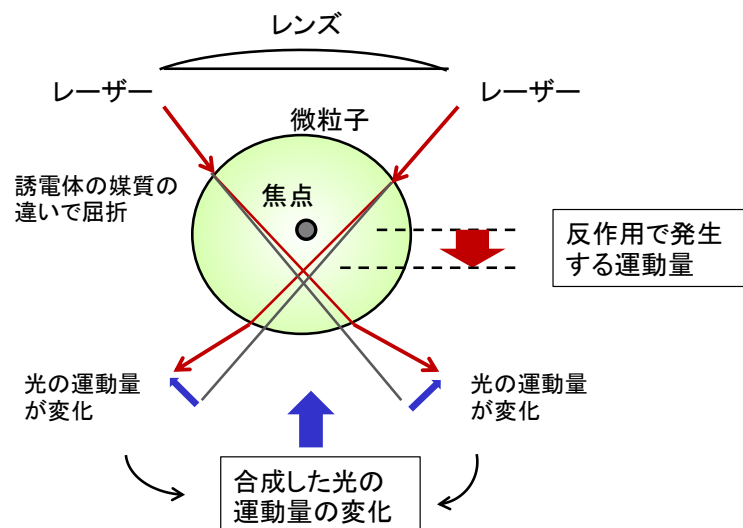 レンズ
レーザー
レーザー
微粒子
誘電体の媒質の
違いで屈折
焦点
反作用で発生
する運動量
光の運動量
が変化
光の運動量
が変化
合成した光の
運動量の変化